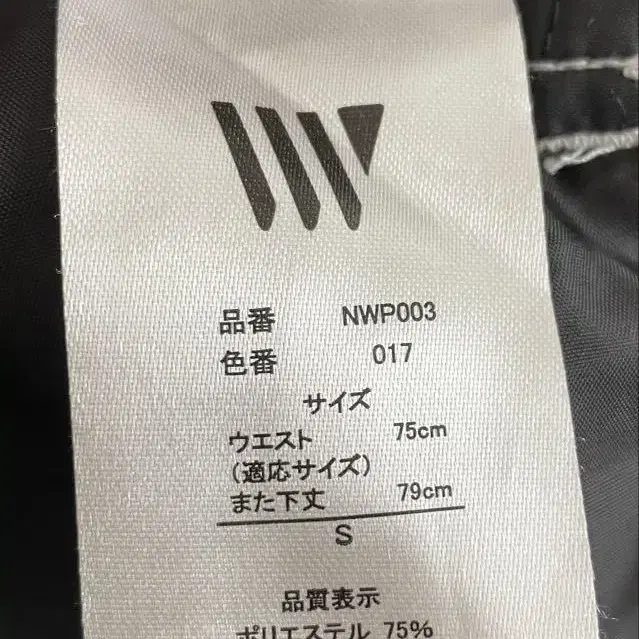 品番 NWP003
色番 017
サイズ
ウエスト 75cm
(適応サイズ)
また下丈 79cm
S
品質表示
ポリエステル 75%